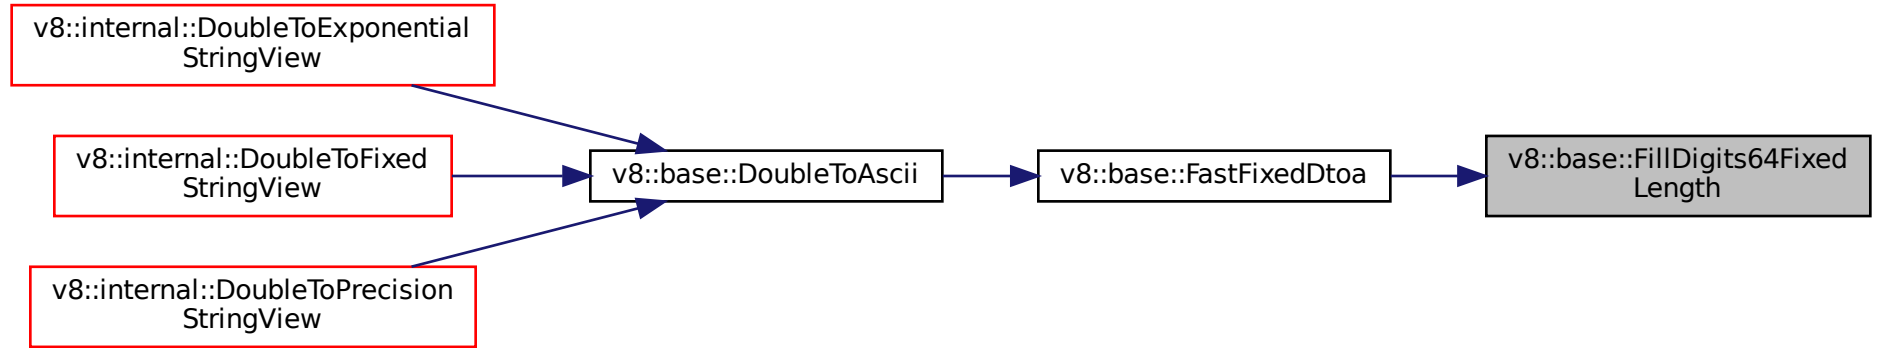 v8::internal::DoubleToExponential
StringView
v8::internal::DoubleToFixed
StringView
v8::base::DoubleToAscii
v8::base::FastFixedDtoa
v8::base::FillDigits64Fixed
Length
v8::internal::DoubleToPrecision
StringView